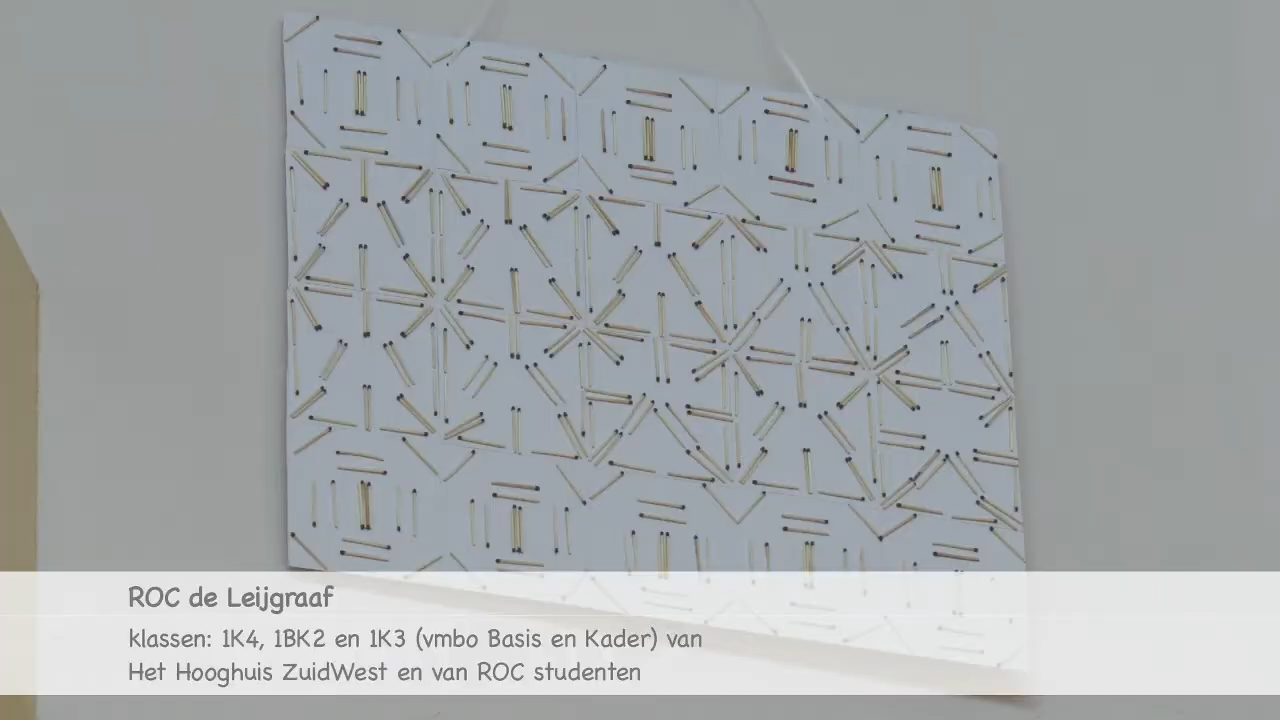 ROC de Leijgraaf
klassen: 1K4, 1BK2 en 1K3 (vmbo Basis en Kader) van
Het Hooghuis ZuidWest en van ROC studenten